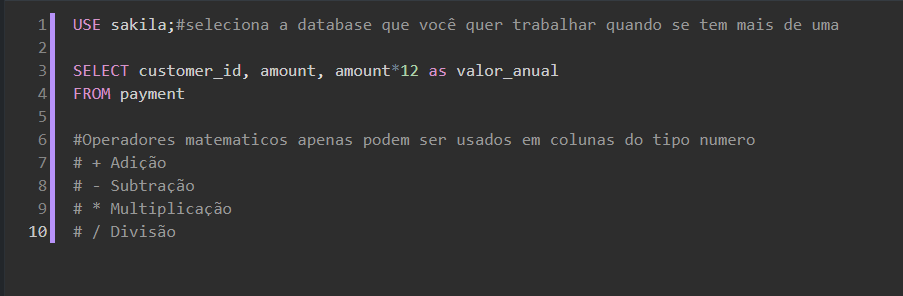 1 USE sakila;#seleciona a database que você quer trabalhar quando se tem mais de uma
2
3 SELECT customer_id, amount, amount*12 as valor_anual
4 FROM payment
5
6 #Operadores matematicos apenas podem ser usados em colunas do tipo numero
7 # + Adição
8 # - Subtração
9 # * Multiplicação
10 # / Divisão